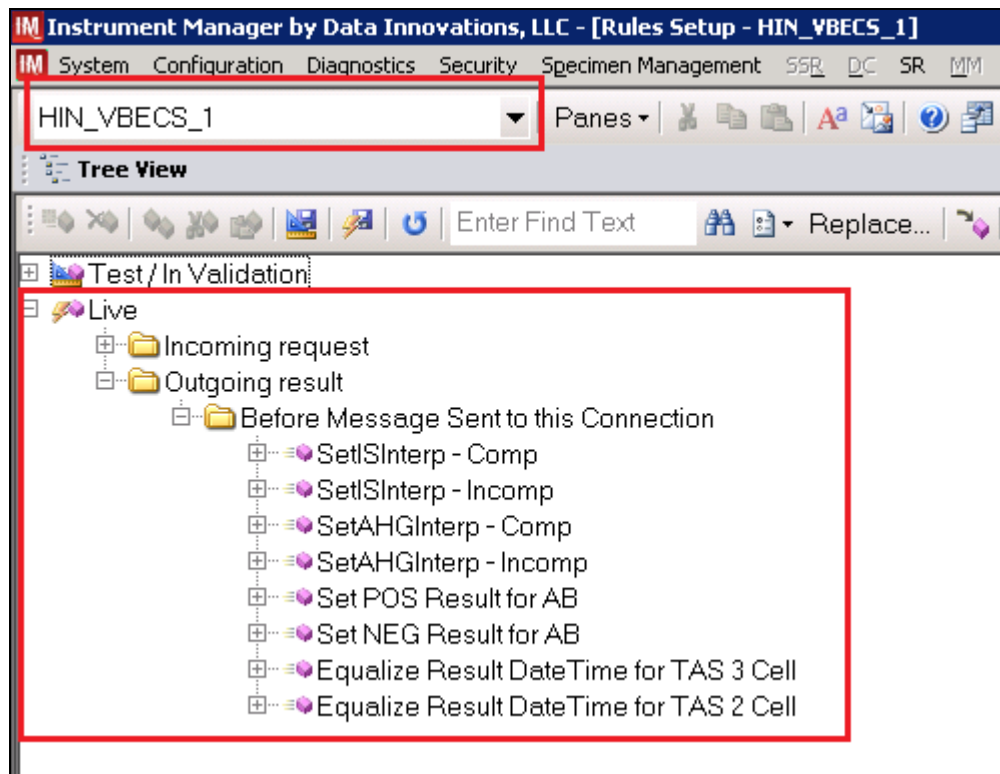 IM Instrument Manager by Data Innovations, LLC - [Rules Setup - HIN_VBECS_1]
IM System Configuration Diagnostics Security Specimen Management SSR DC SR MM
HIN_VBECS_1 Panes Aa ?
Tree View
Enter Find Text Replace...
Test / In Validation
Live
Incoming request
Outgoing result
Before Message Sent to this Connection
SetISInterp - Comp
SetISInterp - Incomp
SetAHGInterp - Comp
SetAHGInterp - Incomp
Set POS Result for AB
Set NEG Result for AB
Equalize Result DateTime for TAS 3 Cell
Equalize Result DateTime for TAS 2 Cell